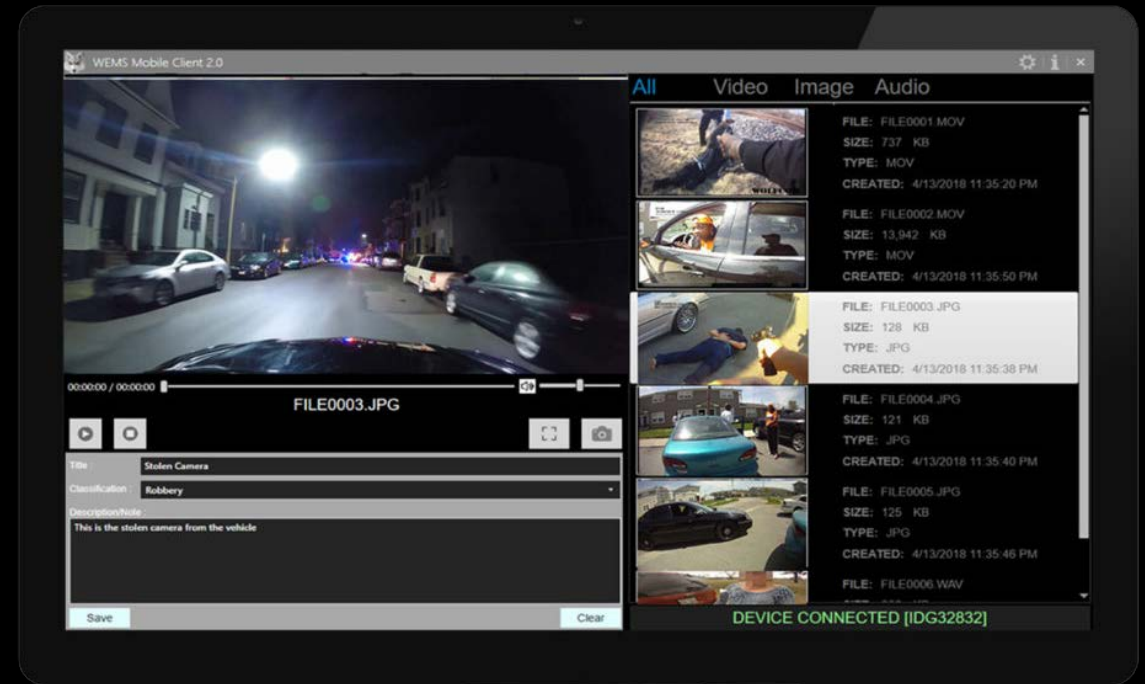 WEMS Mobile Client 2.0
All Video Image Audio
FILE: FILE0001.MOV
SIZE: 737 KB
TYPE: MOV
CREATED: 4/13/2018 11:35:20 PM
FILE: FILE0002.MOV
SIZE: 13,942 KB
TYPE: MOV
CREATED: 4/13/2018 11:35:50 PM
FILE: FILE0003.JPG
SIZE: 128 KB
TYPE: JPG
CREATED: 4/13/2018 11:35:38 PM
FILE: FILE0004.JPG
SIZE: 121 KB
TYPE: JPG
CREATED: 4/13/2018 11:35:40 PM
FILE: FILE0005.JPG
SIZE: 125 KB
TYPE: JPG
CREATED: 4/13/2018 11:35:46 PM
FILE: FILE0006.WAV
DEVICE CONNECTED [IDG32832]
00:00:00 / 00:00:00
FILE0003.JPG
Title : Stolen Camera
Classification : Robbery
Description/Note :
This is the stolen camera from the vehicle
Save Clear